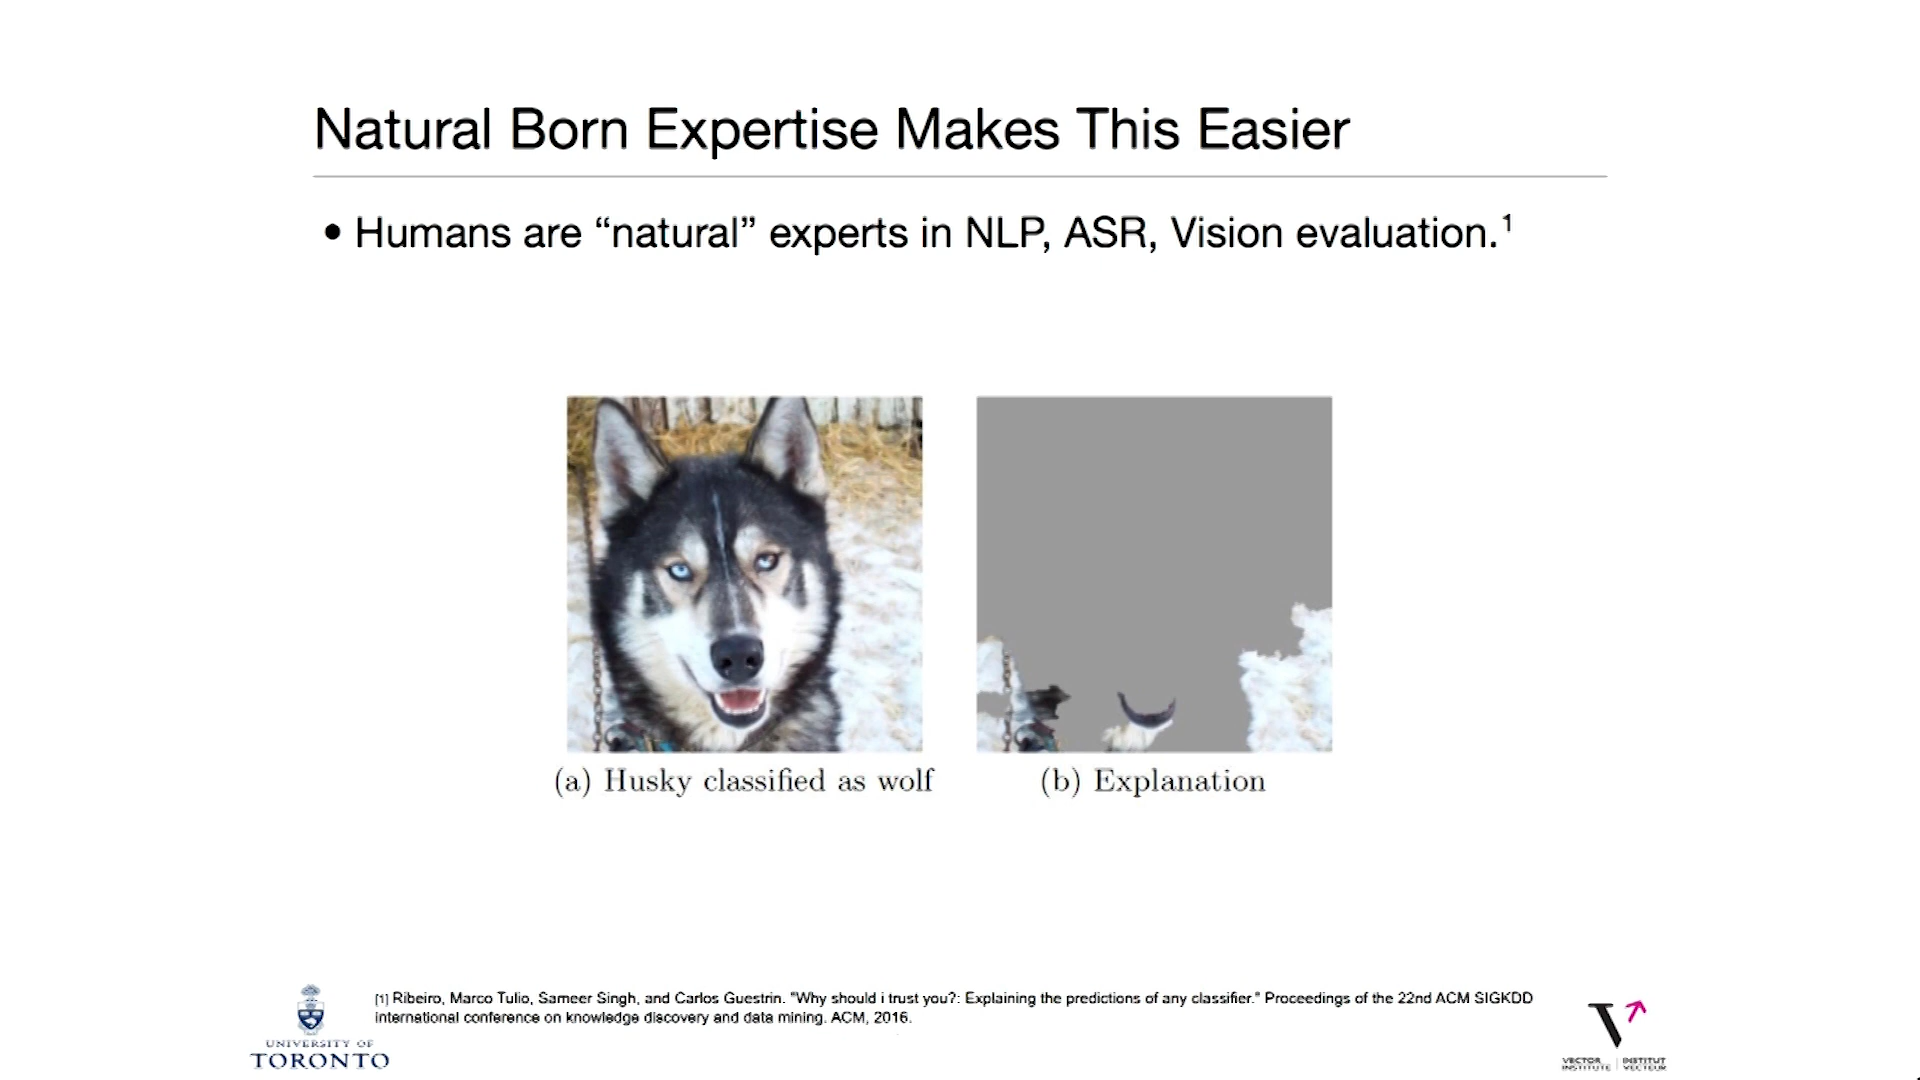 Natural Born Expertise Makes This Easier
• Humans are “natural” experts in NLP, ASR, Vision evaluation.¹
(a) Husky classified as wolf
(b) Explanation
[1] Ribeiro, Marco Tulio, Sameer Singh, and Carlos Guestrin. "Why should i trust you?: Explaining the predictions of any classifier." Proceedings of the 22nd ACM SIGKDD
international conference on knowledge discovery and data mining. ACM, 2016.
UNIVERSITY OF
TORONTO
VECTOR INSTITUT
INSTITUTE VECTEUR